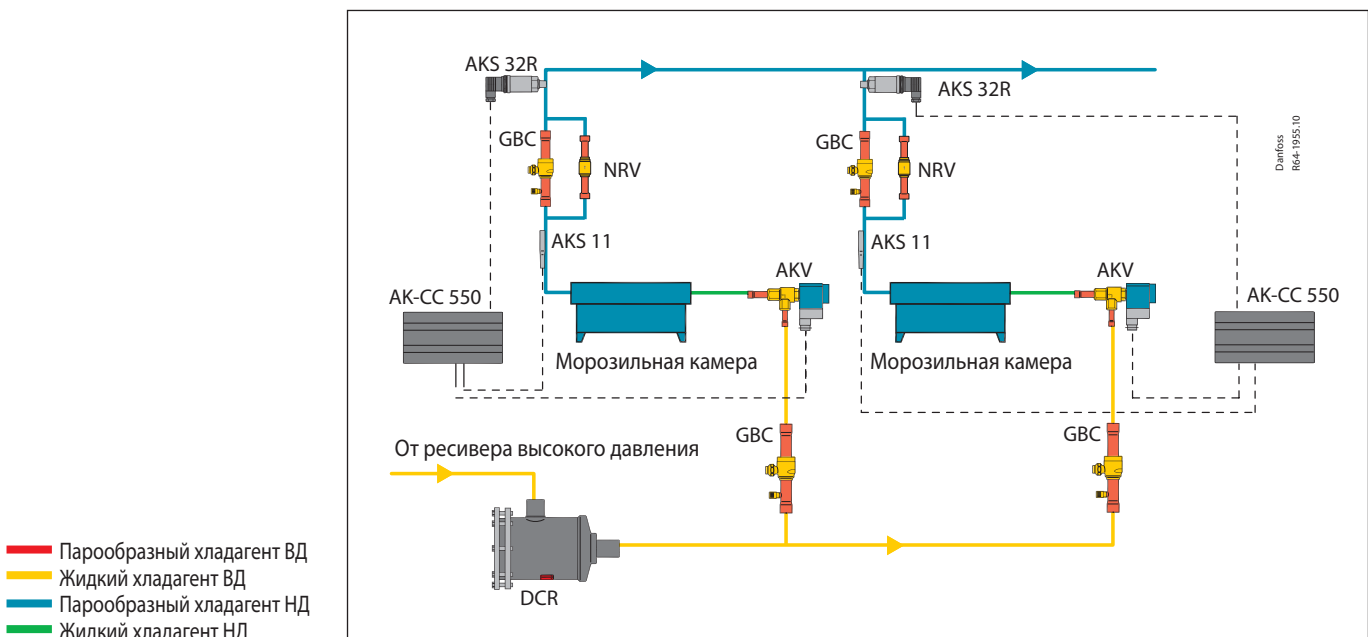 AKS 32R
AKS 32R
Danfoss
R64-1955.10
GBC
NRV
GBC
NRV
AKS 11
AKS 11
AKV
AKV
AK-CC 550
AK-CC 550
Морозильная камера
Морозильная камера
GBC
GBC
От ресивера высокого давления
DCR
Парообразный хладагент ВД
Жидкий хладагент ВД
Парообразный хладагент НД
Жидкий хладагент НД